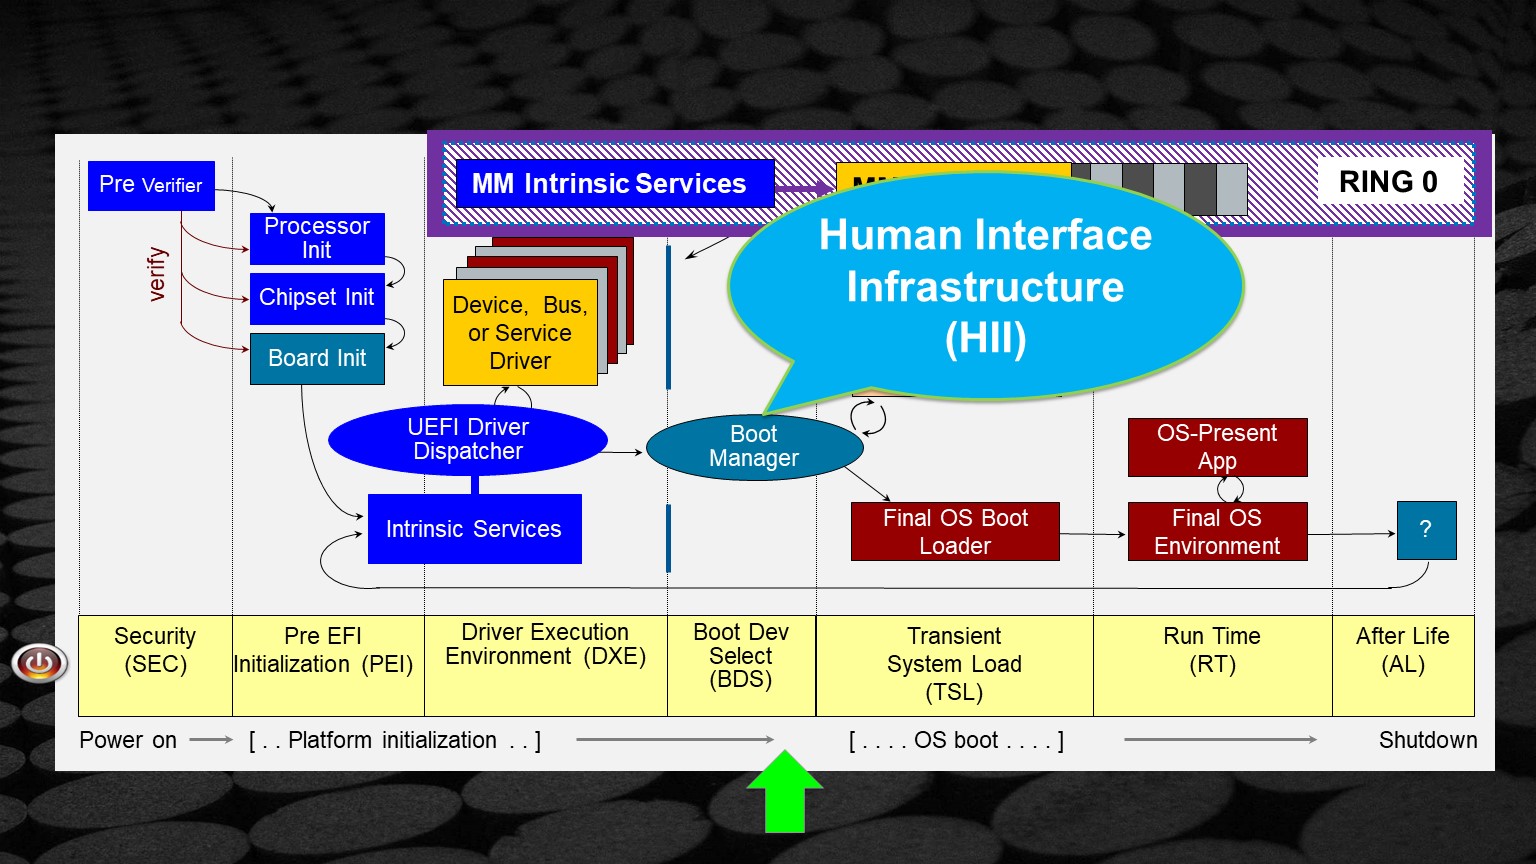 MM Intrinsic Services
RING 0
Pre Verifier
verify
Processor
Init
Chipset Init
Board Init
Device, Bus,
or Service
Driver
Human Interface
Infrastructure
(HII)
UEFI Driver
Dispatcher
Boot
Manager
Intrinsic Services
OS-Present
App
Final OS Boot
Loader
Final OS
Environment
?
Security
(SEC)
Pre EFI
Initialization (PEI)
Driver Execution
Environment (DXE)
Boot Dev
Select
(BDS)
Transient
System Load
(TSL)
Run Time
(RT)
After Life
(AL)
Power on
[ . . Platform initialization . . ]
[ . . . . OS boot . . . . ]
Shutdown